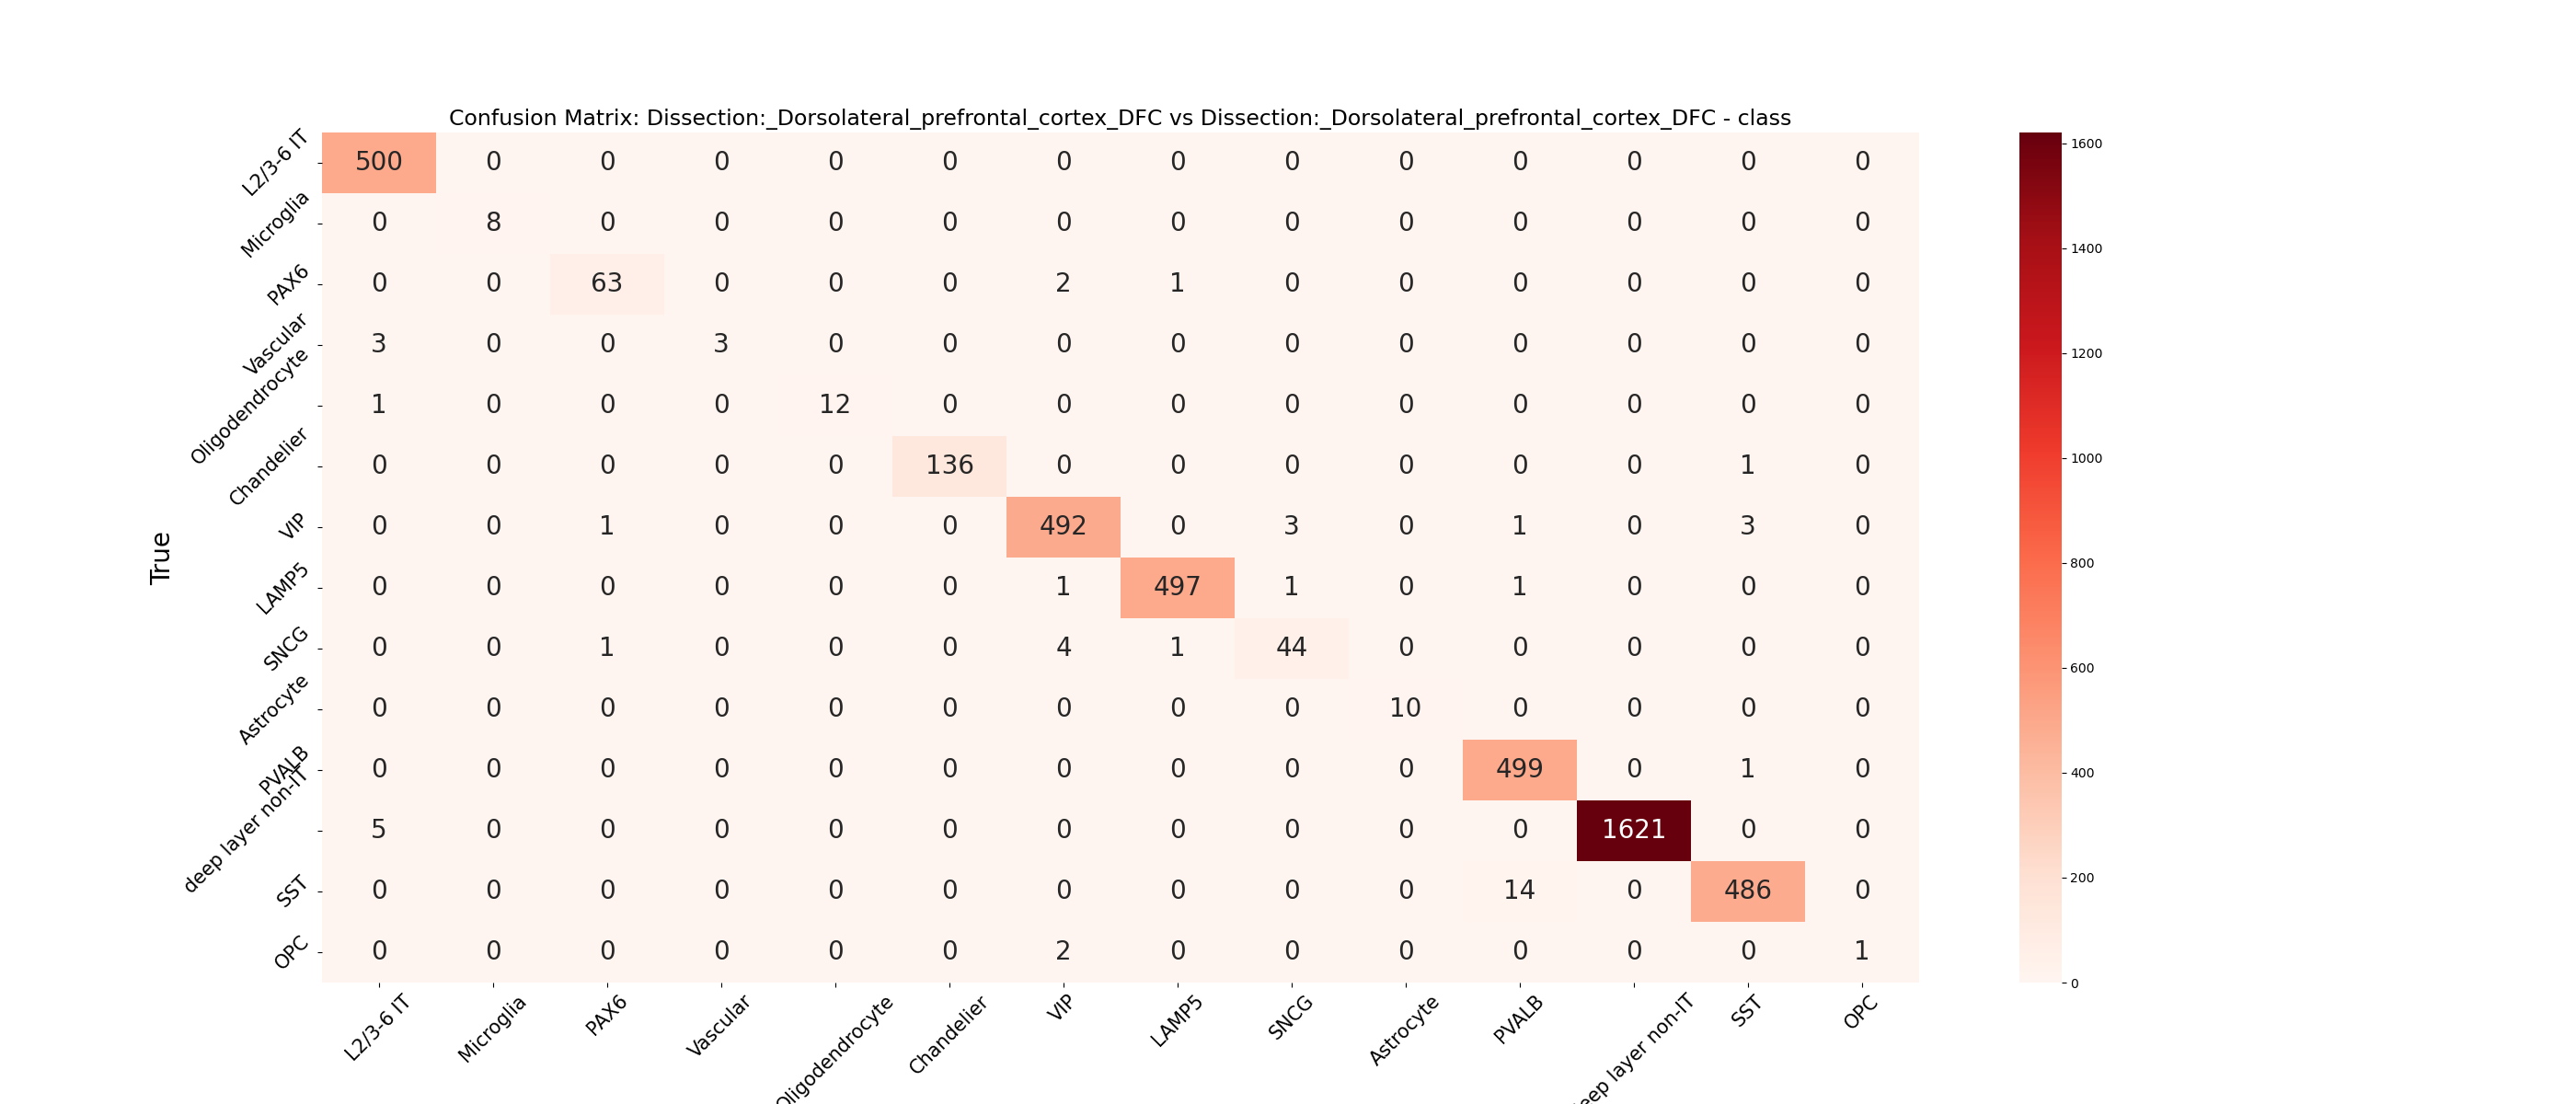 Confusion Matrix: Dissection:_Dorsolateral_prefrontal_cortex_DFC vs Dissection:_Dorsolateral_prefrontal_cortex_DFC - class
True
L2/3-6 IT 500 0 0 0 0 0 0 0 0 0 0 0 0 0
Microglia 0 8 0 0 0 0 0 0 0 0 0 0 0 0
PAX6 0 0 63 0 0 0 2 1 0 0 0 0 0 0
Vascular 3 0 0 3 0 0 0 0 0 0 0 0 0 0
Oligodendrocyte 1 0 0 0 12 0 0 0 0 0 0 0 0 0
Chandelier 0 0 0 0 0 136 0 0 0 0 0 0 1 0
VIP 0 0 1 0 0 0 492 0 3 0 1 0 3 0
LAMP5 0 0 0 0 0 0 1 497 1 0 1 0 0 0
SNCG 0 0 1 0 0 0 4 1 44 0 0 0 0 0
Astrocyte 0 0 0 0 0 0 0 0 0 10 0 0 0 0
PVALB 0 0 0 0 0 0 0 0 0 0 499 0 1 0
deep layer non-IT 5 0 0 0 0 0 0 0 0 0 0 1621 0 0
SST 0 0 0 0 0 0 0 0 0 0 14 0 486 0
OPC 0 0 0 0 0 0 2 0 0 0 0 0 0 1
L2/3-6 IT Microglia PAX6 Vascular Oligodendrocyte Chandelier VIP LAMP5 SNCG Astrocyte PVALB eep layer non-IT SST OPC
1600
1400
1200
1000
800
600
400
200
0